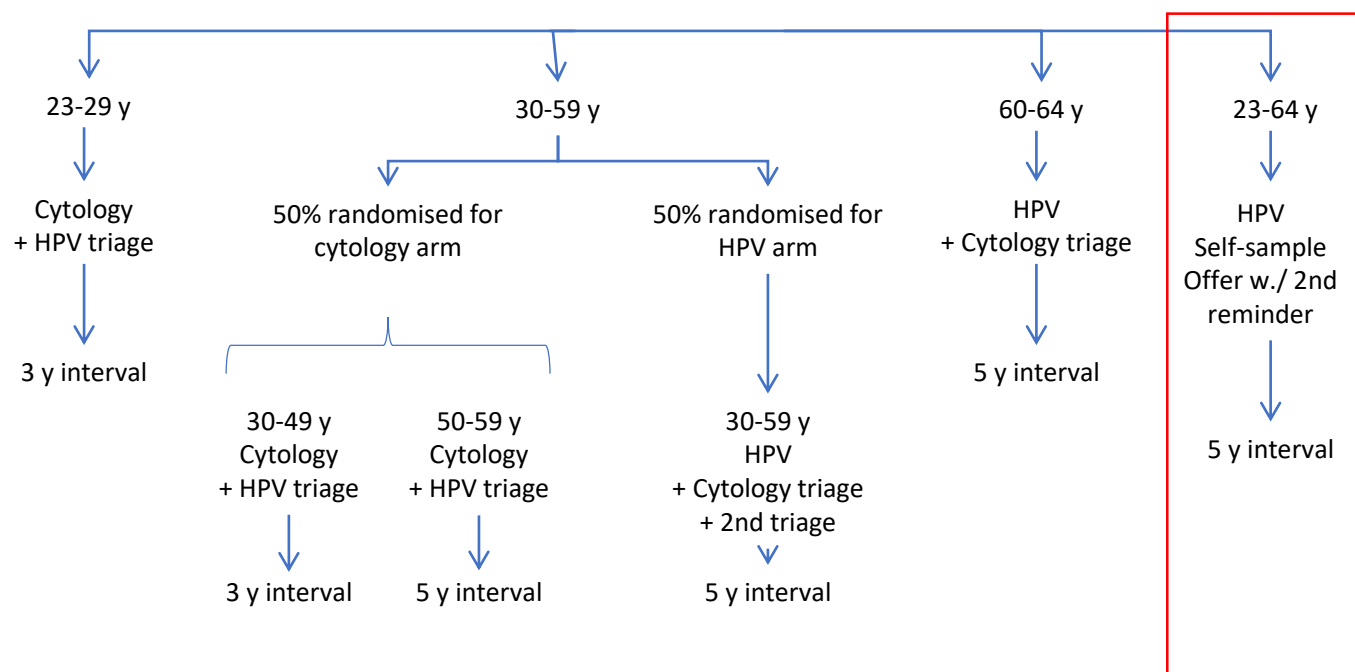 23-29 y
30-59 y
60-64 y
23-64 y
Cytology
+ HPV triage
50% randomised for
cytology arm
50% randomised for
HPV arm
HPV
+ Cytology triage
HPV
Self-sample
Offer w./ 2nd
reminder
3 y interval
5 y interval
30-49 y
Cytology
+ HPV triage
50-59 y
Cytology
+ HPV triage
30-59 y
HPV
+ Cytology triage
+ 2nd triage
5 y interval
3 y interval
5 y interval
5 y interval